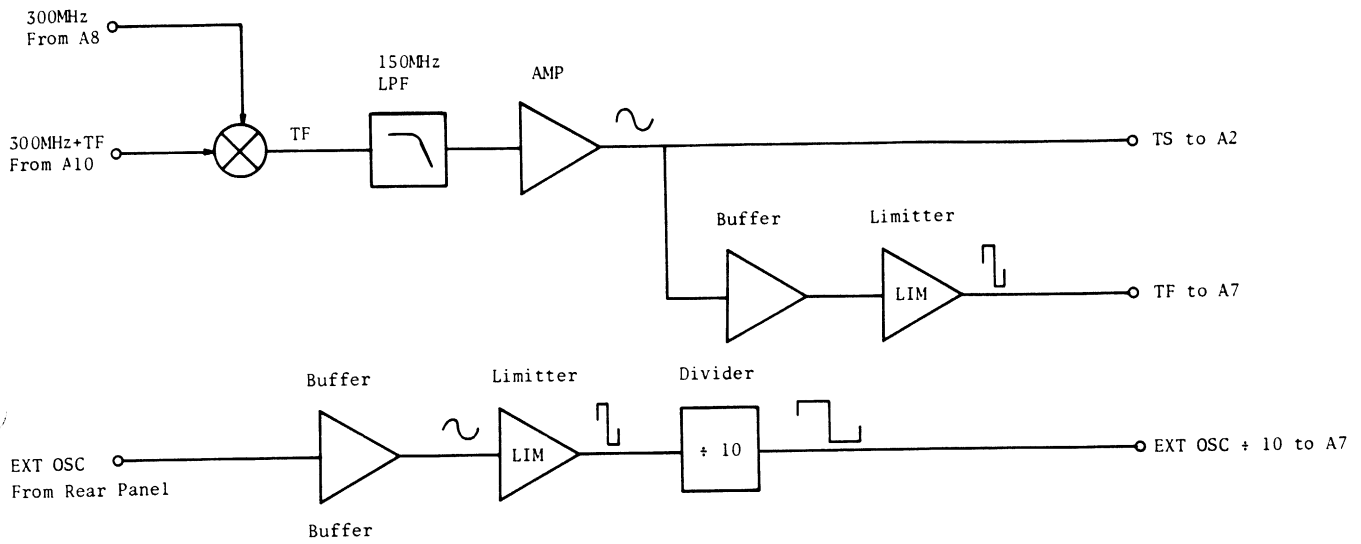 300MHz
From A8
150MHz
LPF
AMP
300MHz+TF
From A10
TF
TS to A2
Buffer
Limitter
LIM
TF to A7
Buffer
Limitter
Divider
LIM
÷ 10
EXT OSC
From Rear Panel
EXT OSC ÷ 10 to A7
Buffer